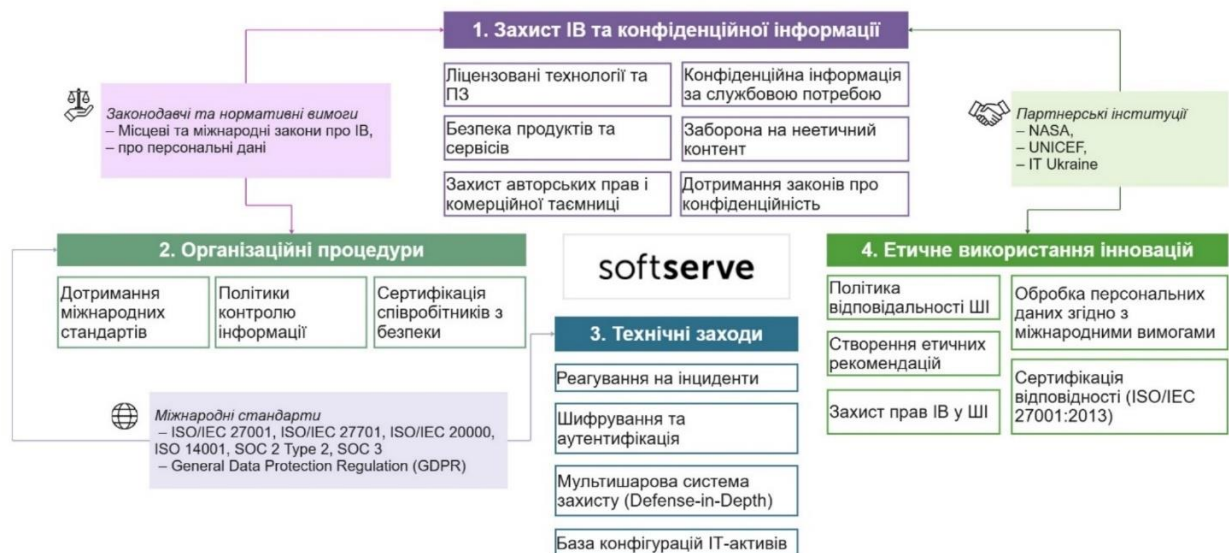 1. Захист ІВ та конфіденційної інформації
Ліцензовані технології та
ПЗ
Конфіденційна інформація
за службовою потребою
Безпека продуктів та
сервісів
Заборона на неетичний
контент
Захист авторських прав і
комерційної таємниці
Дотримання законів про
конфіденційність
Законодавчі та нормативні вимоги
– Місцеві та міжнародні закони про ІВ,
– про персональні дані
Партнерські інституції
– NASA,
– UNICEF,
– IT Ukraine
2. Організаційні процедури
Дотримання
міжнародних
стандартів
Політики
контролю
інформації
Сертифікація
співробітників з
безпеки
Міжнародні стандарти
– ISO/IEC 27001, ISO/IEC 27701, ISO/IEC 20000,
ISO 14001, SOC 2 Type 2, SOC 3
– General Data Protection Regulation (GDPR)
softserve
3. Технічні заходи
Реагування на інциденти
Шифрування та
аутентифікація
Мультишарова система
захисту (Defense-in-Depth)
База конфігурацій ІТ-активів
4. Етичне використання інновацій
Політика
відповідальності ШІ
Створення етичних
рекомендацій
Захист прав ІВ у ШІ
Обробка персональних
даних згідно з
міжнародними вимогами
Сертифікація
відповідності (ISO/IEC
27001:2013)